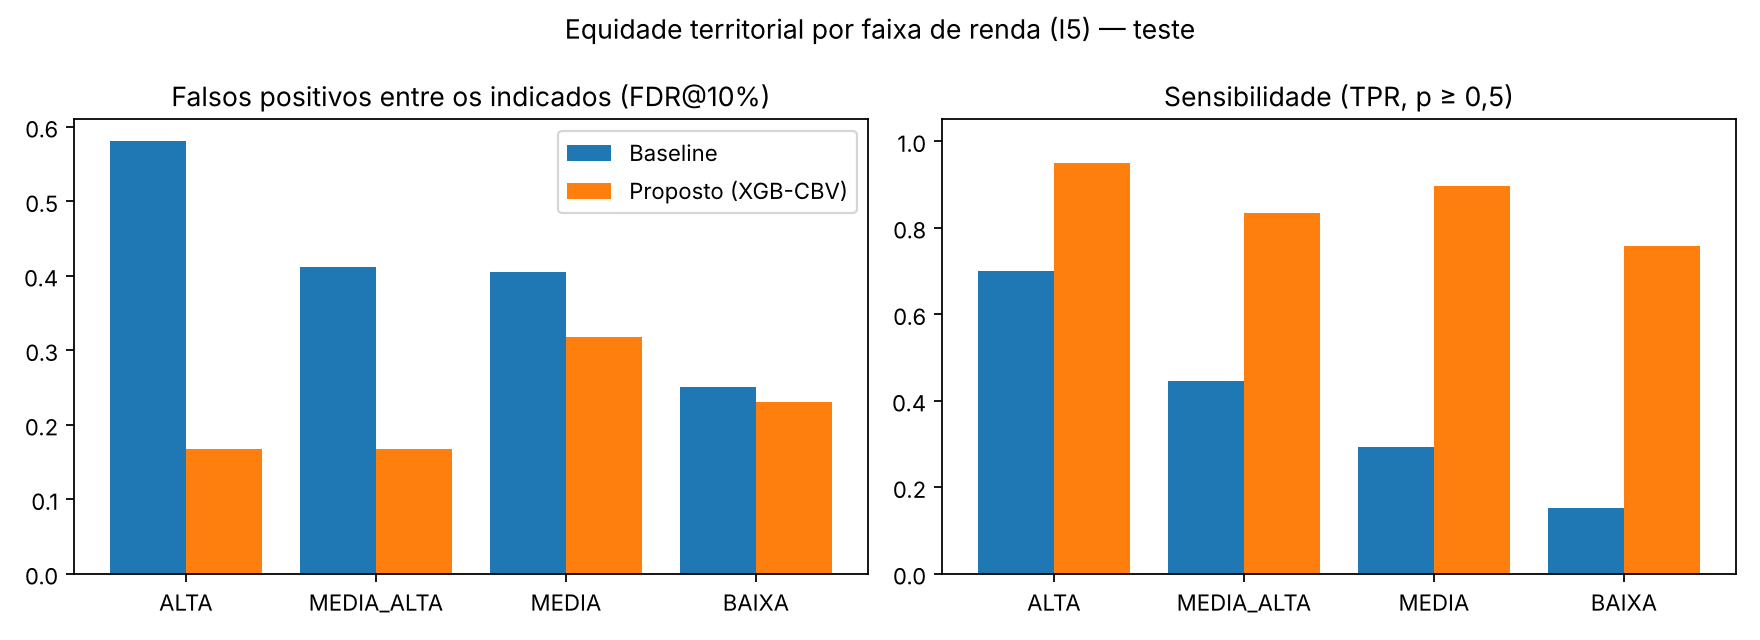 Equidade territorial por faixa de renda (I5) — teste
Falsos positivos entre os indicados (FDR@10%)
0.6
0.5
0.4
0.3
0.2
0.1
0.0
Baseline
Proposto (XGB-CBV)
ALTA MEDIA_ALTA MEDIA BAIXA
Sensibilidade (TPR, p ≥ 0,5)
1.0
0.8
0.6
0.4
0.2
0.0
ALTA MEDIA_ALTA MEDIA BAIXA